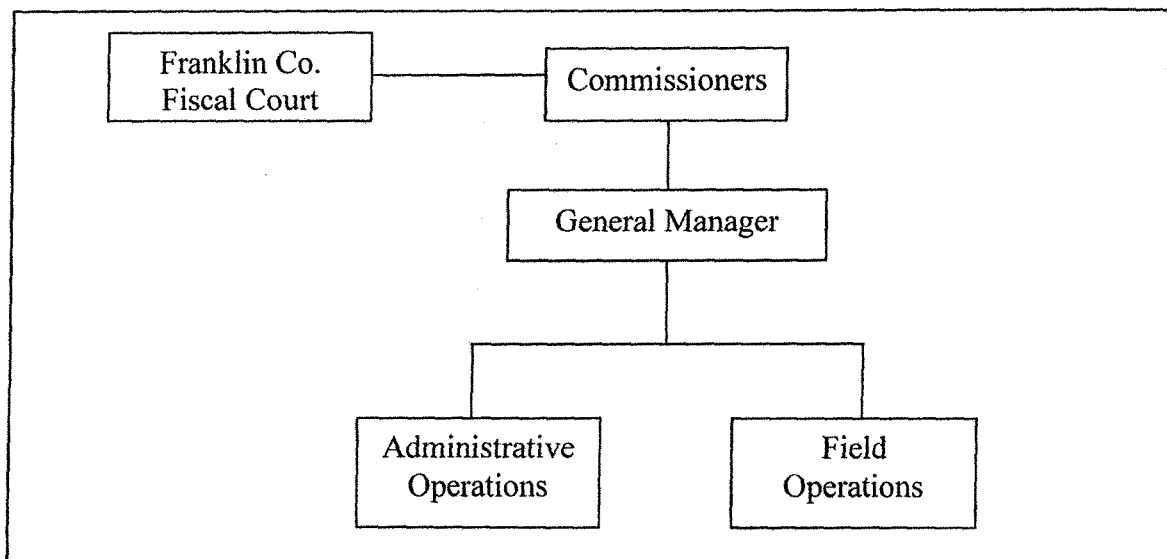 Franklin Co.
Fiscal Court
Commissioners
General Manager
Administrative
Operations
Field
Operations